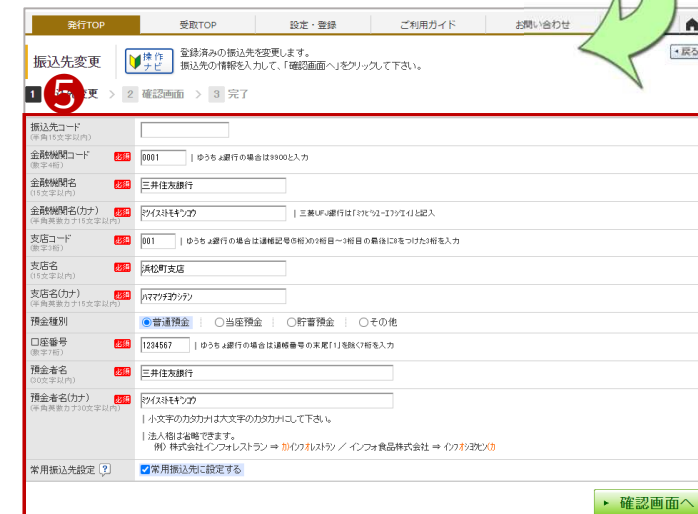 発行TOP 受取TOP 設定・登録 ご利用ガイド お問い合わせ
振込先変更 操作ナビ 登録済みの振込先を変更します。
振込先の情報を入力して、「確認画面へ」をクリックして下さい。
戻る
1 更 > 2 確認画面 > 3 完了
5
振込先コード
(半角15文字以内)
金融機関コード 必須 0001 | ゆうちょ銀行の場合は9900と入力
(数字4桁)
金融機関名 必須 三井住友銀行
(15文字以内)
金融機関名(カナ) 必須 ﾐﾂｲｽﾐﾄﾓｷﾞﾝｺｳ | 三菱UFJ銀行は「ﾐﾂﾋﾞｼﾕ-ｴﾌｼﾞｴｲ」と記入
(半角英数カナ15文字以内)
支店コード 必須 001 | ゆうちょ銀行の場合は通帳記号(5桁)の2桁目～3桁目の最後に8をつけた3桁を入力
(数字3桁)
支店名 必須 浜松町支店
(15文字以内)
支店名(カナ) 必須 ﾊﾏﾏﾂﾁﾖｳｼﾃﾝ
(半角英数カナ15文字以内)
預金種別 普通預金 当座預金 貯蓄預金 その他
口座番号 必須 1234567 | ゆうちょ銀行の場合は通帳番号の末尾「1」を除く7桁を入力
(数字7桁)
預金者名 必須 三井住友銀行
(30文字以内)
預金者名(カナ) 必須 ﾐﾂｲｽﾐﾄﾓｷﾞﾝｺｳ
(半角英数カナ30文字以内)
| 小文字のカタカナは大文字のカタカナにして下さい。
| 法人格は省略できます。
例) 株式会社インフォレストラン ⇒ ｶ)ｲﾝﾌｵﾚｽﾄﾗﾝ ／ インフォ食品株式会社 ⇒ ｲﾝﾌｵｼﾖｸﾋﾝ(ｶ
常用振込先設定 ? 常用振込先に設定する
確認画面へ